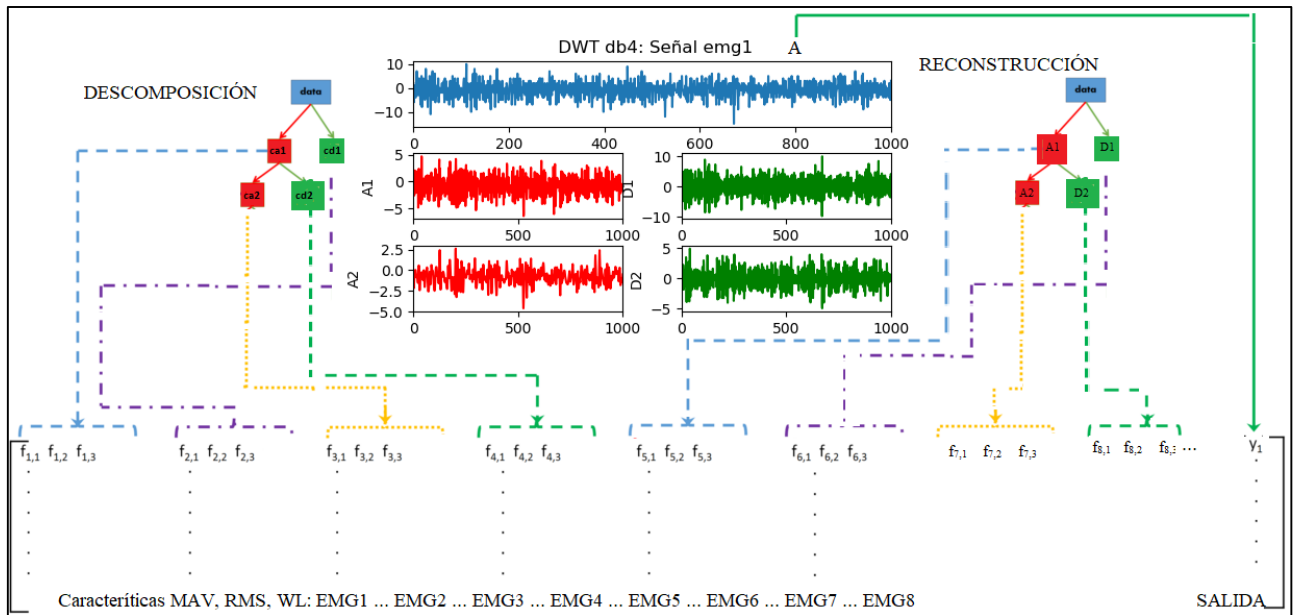 DWT db4: Señal emg1 A
DESCOMPOSICIÓN
RECONSTRUCCIÓN
data
ca1 cd1
ca2 cd2
10
0
−10
0 200 400 600 800 1000
A1
5
0
−5
0 500 1000
D1
10
0
−10
0 500 1000
A2
2.5
0.0
−2.5
−5.0
0 500 1000
D2
5
0
−5
0 500 1000
data
A1 D1
A2 D2
f1,1 f1,2 f1,3 f2,1 f2,2 f2,3 f3,1 f3,2 f3,3 f4,1 f4,2 f4,3 f5,1 f5,2 f5,3 f6,1 f6,2 f6,3 f7,1 f7,2 f7,3 f8,1 f8,2 f8,3 ... y1
Caracteríticas MAV, RMS, WL: EMG1 ... EMG2 ... EMG3 ... EMG4 ... EMG5 ... EMG6 ... EMG7 ... EMG8 SALIDA